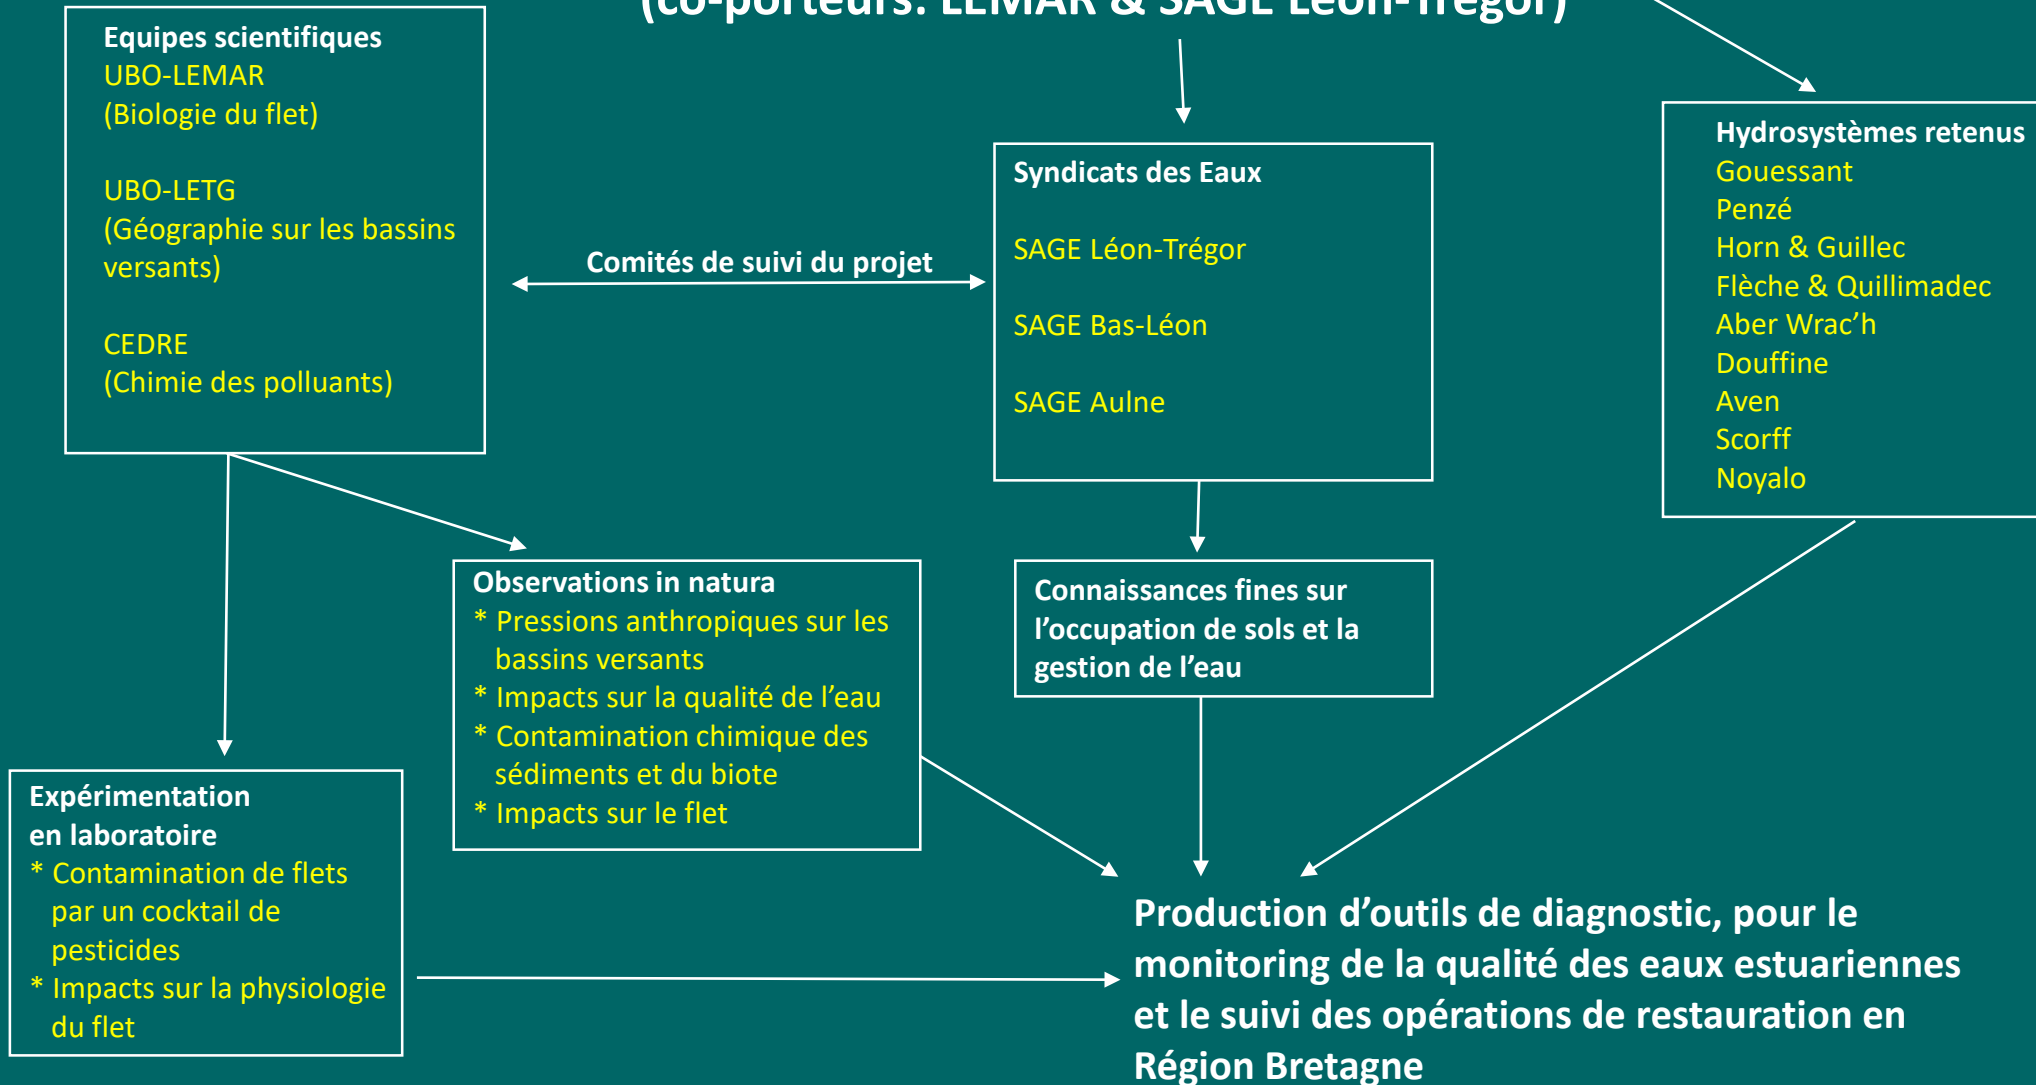 (co-porteurs: LEMAR & SAGE Léon-Trégor)
Equipes scientifiques
UBO-LEMAR
(Biologie du flet)
UBO-LETG
(Géographie sur les bassins
versants)
CEDRE
(Chimie des polluants)
Comités de suivi du projet
Syndicats des Eaux
SAGE Léon-Trégor
SAGE Bas-Léon
SAGE Aulne
Hydrosystèmes retenus
Gouessant
Penzé
Horn & Guillec
Flèche & Quillimadec
Aber Wrac’h
Douffine
Aven
Scorff
Noyalo
Observations in natura
* Pressions anthropiques sur les
bassins versants
* Impacts sur la qualité de l’eau
* Contamination chimique des
sédiments et du biote
* Impacts sur le flet
Connaissances fines sur
l’occupation de sols et la
gestion de l’eau
Expérimentation
en laboratoire
* Contamination de flets
par un cocktail de
pesticides
* Impacts sur la physiologie
du flet
Production d’outils de diagnostic, pour le
monitoring de la qualité des eaux estuariennes
et le suivi des opérations de restauration en
Région Bretagne